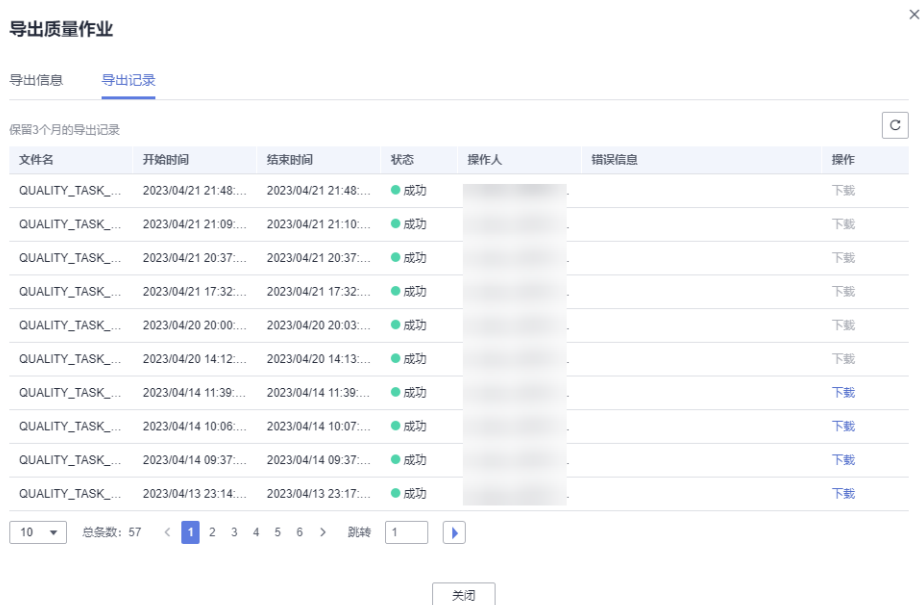 导出质量作业
导出信息 导出记录
保留3个月的导出记录
文件名 开始时间 结束时间 状态 操作人 错误信息 操作
QUALITY_TASK_... 2023/04/21 21:48:... 2023/04/21 21:48:... 成功 下载
QUALITY_TASK_... 2023/04/21 21:09:... 2023/04/21 21:10:... 成功 下载
QUALITY_TASK_... 2023/04/21 20:37:... 2023/04/21 20:37:... 成功 下载
QUALITY_TASK_... 2023/04/21 17:32:... 2023/04/21 17:32:... 成功 下载
QUALITY_TASK_... 2023/04/20 20:00:... 2023/04/20 20:03:... 成功 下载
QUALITY_TASK_... 2023/04/20 14:12:... 2023/04/20 14:13:... 成功 下载
QUALITY_TASK_... 2023/04/14 11:39:... 2023/04/14 11:39:... 成功 下载
QUALITY_TASK_... 2023/04/14 10:06:... 2023/04/14 10:07:... 成功 下载
QUALITY_TASK_... 2023/04/14 09:37:... 2023/04/14 09:37:... 成功 下载
QUALITY_TASK_... 2023/04/13 23:14:... 2023/04/13 23:17:... 成功 下载
10 总条数: 57 < 1 2 3 4 5 6 > 跳转 1
关闭